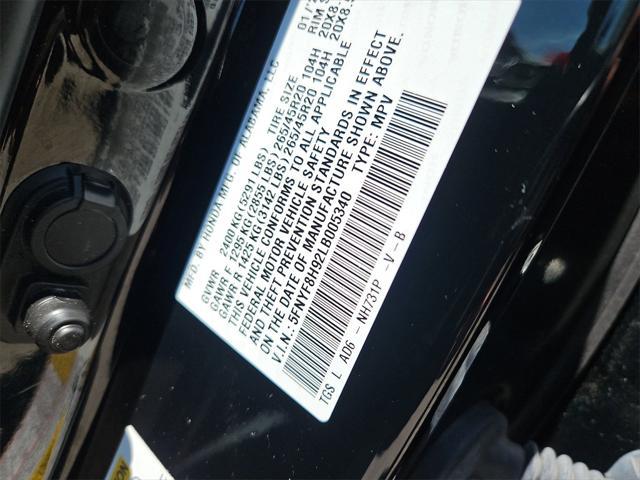 MFD. BY HONDA MFG. OF ALABAMA, LLC 01/
GVWR 2400 KG (5291 LBS) TIRE SIZE RIM S
GAWR F 1295 KG (2855 LBS) 265/45R20 104H 20X8.
GAWR R 1425 KG (3142 LBS) 265/45R20 104H 20X8.
THIS VEHICLE CONFORMS TO ALL APPLICABLE
FEDERAL MOTOR VEHICLE SAFETY
AND THEFT PREVENTION STANDARDS IN EFFECT
ON THE DATE OF MANUFACTURE SHOWN ABOVE.
V.I.N.: 5FNYF8H92LB005340 TYPE: MPV
TGS L AD6 - NH731P -V-B